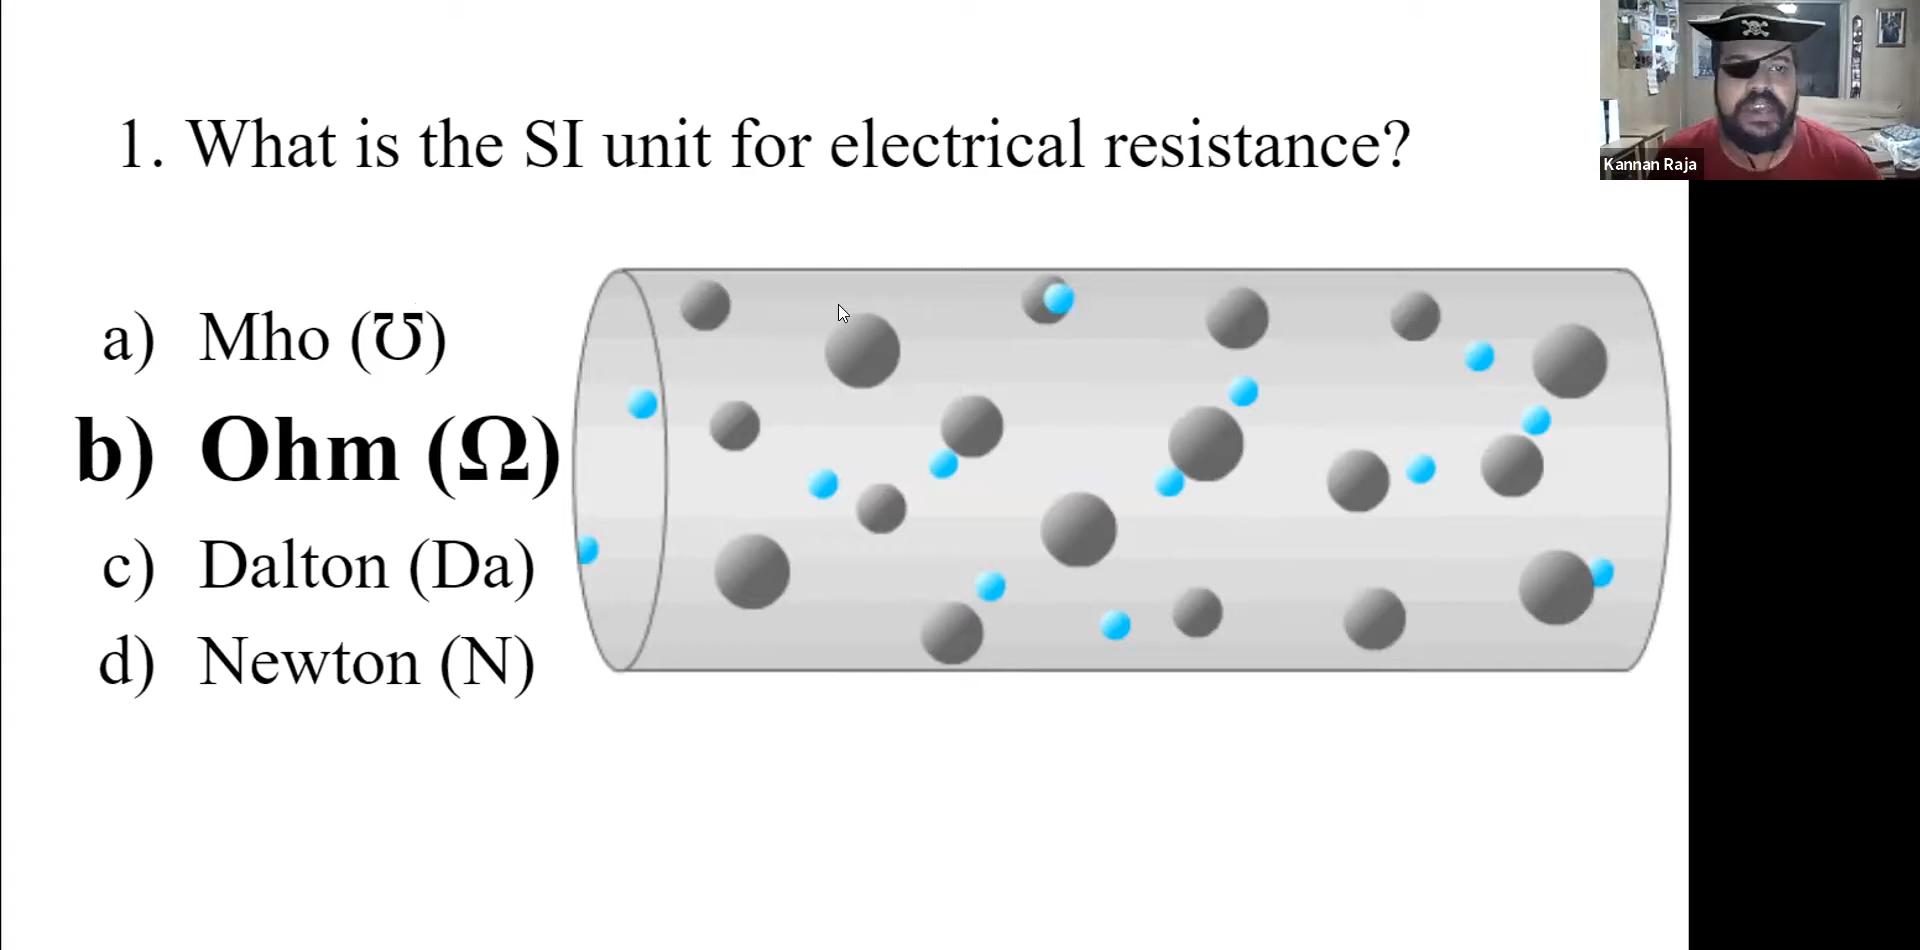 1. What is the SI unit for electrical resistance?
a) Mho (℧)
b) Ohm (Ω)
c) Dalton (Da)
d) Newton (N)
Kannan Raja